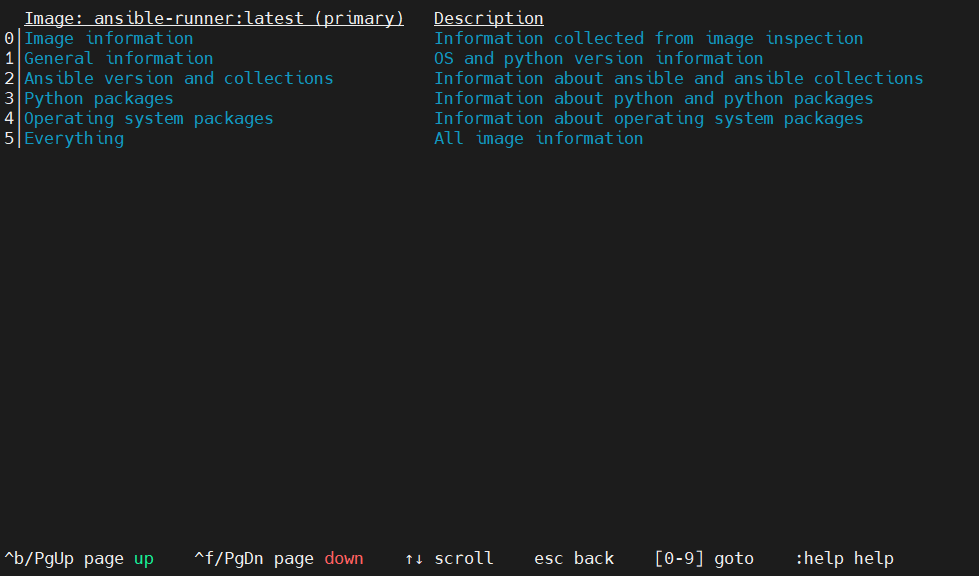 Image: ansible-runner:latest (primary)   Description
0│Image information   Information collected from image inspection
1│General information   OS and python version information
2│Ansible version and collections   Information about ansible and ansible collections
3│Python packages   Information about python and python packages
4│Operating system packages   Information about operating system packages
5│Everything   All image information
^b/PgUp page up    ^f/PgDn page down    ↑↓ scroll    esc back    [0-9] goto    :help help